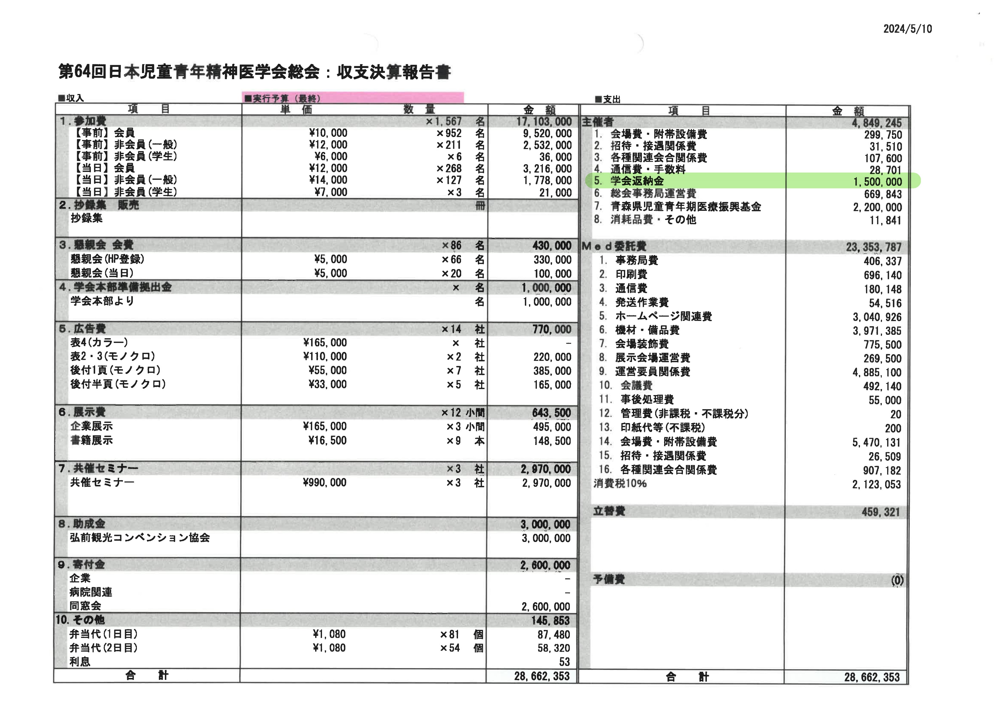 2024/5/10
第64回日本児童青年精神医学会総会：収支決算報告書
■収入 ■実行予算（最終）
項 目 単 価 数 量 金 額
1.参加費 ×1,567 名 17,103,000
【事前】会員 ¥10,000 ×952 名 9,520,000
【事前】非会員(一般) ¥12,000 ×211 名 2,532,000
【事前】非会員(学生) ¥6,000 ×6 名 36,000
【当日】会員 ¥12,000 ×268 名 3,216,000
【当日】非会員(一般) ¥14,000 ×127 名 1,778,000
【当日】非会員(学生) ¥7,000 ×3 名 21,000
2.抄録集 販売 冊
抄録集
3.懇親会 会費 ×86 名 430,000
懇親会(HP登録) ¥5,000 ×66 名 330,000
懇親会(当日) ¥5,000 ×20 名 100,000
4.学会本部準備拠出金 × 名 1,000,000
学会本部より 名 1,000,000
5.広告費 ×14 社 770,000
表4(カラー) ¥165,000 × 社 −
表2・3(モノクロ) ¥110,000 ×2 社 220,000
後付1頁(モノクロ) ¥55,000 ×7 社 385,000
後付半頁(モノクロ) ¥33,000 ×5 社 165,000
6.展示費 ×12 小間 643,500
企業展示 ¥165,000 ×3 小間 495,000
書籍展示 ¥16,500 ×9 本 148,500
7.共催セミナー ×3 社 2,970,000
共催セミナー ¥990,000 ×3 社 2,970,000
8.助成金 3,000,000
弘前観光コンベンション協会 3,000,000
9.寄付金 2,600,000
企業 −
病院関連 −
同窓会 2,600,000
10.その他 145,853
弁当代(1日目) ¥1,080 ×81 個 87,480
弁当代(2日目) ¥1,080 ×54 個 58,320
利息 53
合 計 28,662,353
■支出
項 目 金 額
主催者 4,849,245
1. 会場費・附帯設備費 299,750
2. 招待・接遇関係費 31,510
3. 各種関連会合関係費 107,600
4. 通信費・手数料 28,701
5. 学会返納金 1,500,000
6. 総会事務局運営費 669,843
7. 青森県児童青年期医療振興基金 2,200,000
8. 消耗品費・その他 11,841
Med委託費 23,353,787
1. 事務局費 406,337
2. 印刷費 696,140
3. 通信費 180,148
4. 発送作業費 54,516
5. ホームページ関連費 3,040,926
6. 機材・備品費 3,971,385
7. 会場装飾費 775,500
8. 展示会場運営費 269,500
9. 運営要員関係費 4,885,100
10. 会議費 492,140
11. 事後処理費 55,000
12. 管理費(非課税・不課税分) 20
13. 印紙代等(不課税) 200
14. 会場費・附帯設備費 5,470,131
15. 招待・接遇関係費 26,509
16. 各種関連会合関係費 907,182
消費税10% 2,123,053
立替費 459,321
予備費 (0)
合 計 28,662,353